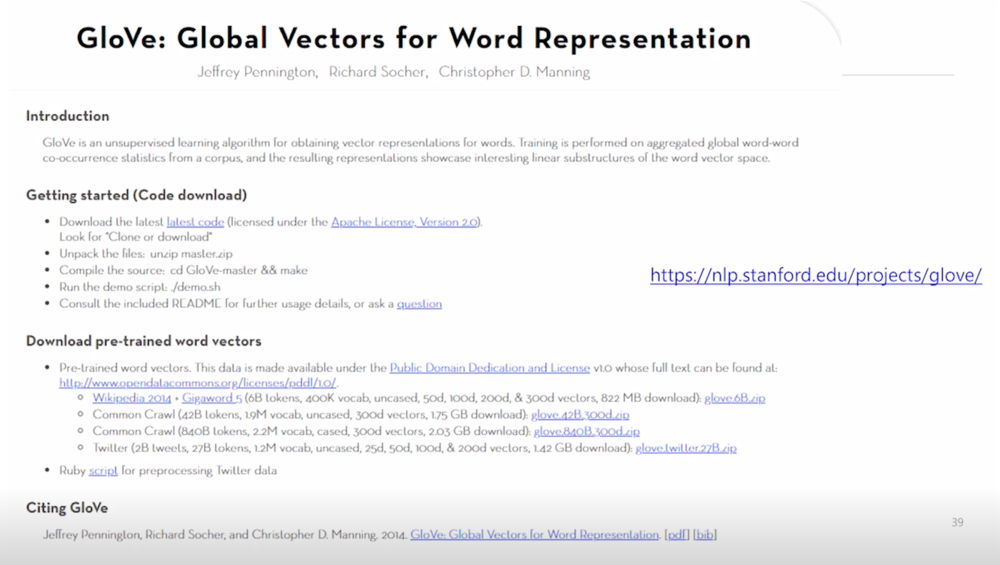 GloVe: Global Vectors for Word Representation
Jeffrey Pennington, Richard Socher, Christopher D. Manning
Introduction
GloVe is an unsupervised learning algorithm for obtaining vector representations for words. Training is performed on aggregated global word-word
co-occurrence statistics from a corpus, and the resulting representations showcase interesting linear substructures of the word vector space.
Getting started (Code download)
• Download the latest latest code (licensed under the Apache License, Version 2.0).
Look for "Clone or download"
• Unpack the files: unzip master.zip
• Compile the source: cd GloVe-master && make
• Run the demo script: ./demo.sh
• Consult the included README for further usage details, or ask a question
https://nlp.stanford.edu/projects/glove/
Download pre-trained word vectors
• Pre-trained word vectors. This data is made available under the Public Domain Dedication and License v1.0 whose full text can be found at:
http://www.opendatacommons.org/licenses/pddl/1.0/.
○ Wikipedia 2014 + Gigaword 5 (6B tokens, 400K vocab, uncased, 50d, 100d, 200d, & 300d vectors, 822 MB download): glove.6B.zip
○ Common Crawl (42B tokens, 1.9M vocab, uncased, 300d vectors, 1.75 GB download): glove.42B.300d.zip
○ Common Crawl (840B tokens, 2.2M vocab, cased, 300d vectors, 2.03 GB download): glove.840B.300d.zip
○ Twitter (2B tweets, 27B tokens, 1.2M vocab, uncased, 25d, 50d, 100d, & 200d vectors, 1.42 GB download): glove.twitter.27B.zip
• Ruby script for preprocessing Twitter data
Citing GloVe
Jeffrey Pennington, Richard Socher, and Christopher D. Manning. 2014. GloVe: Global Vectors for Word Representation. [pdf] [bib]
39